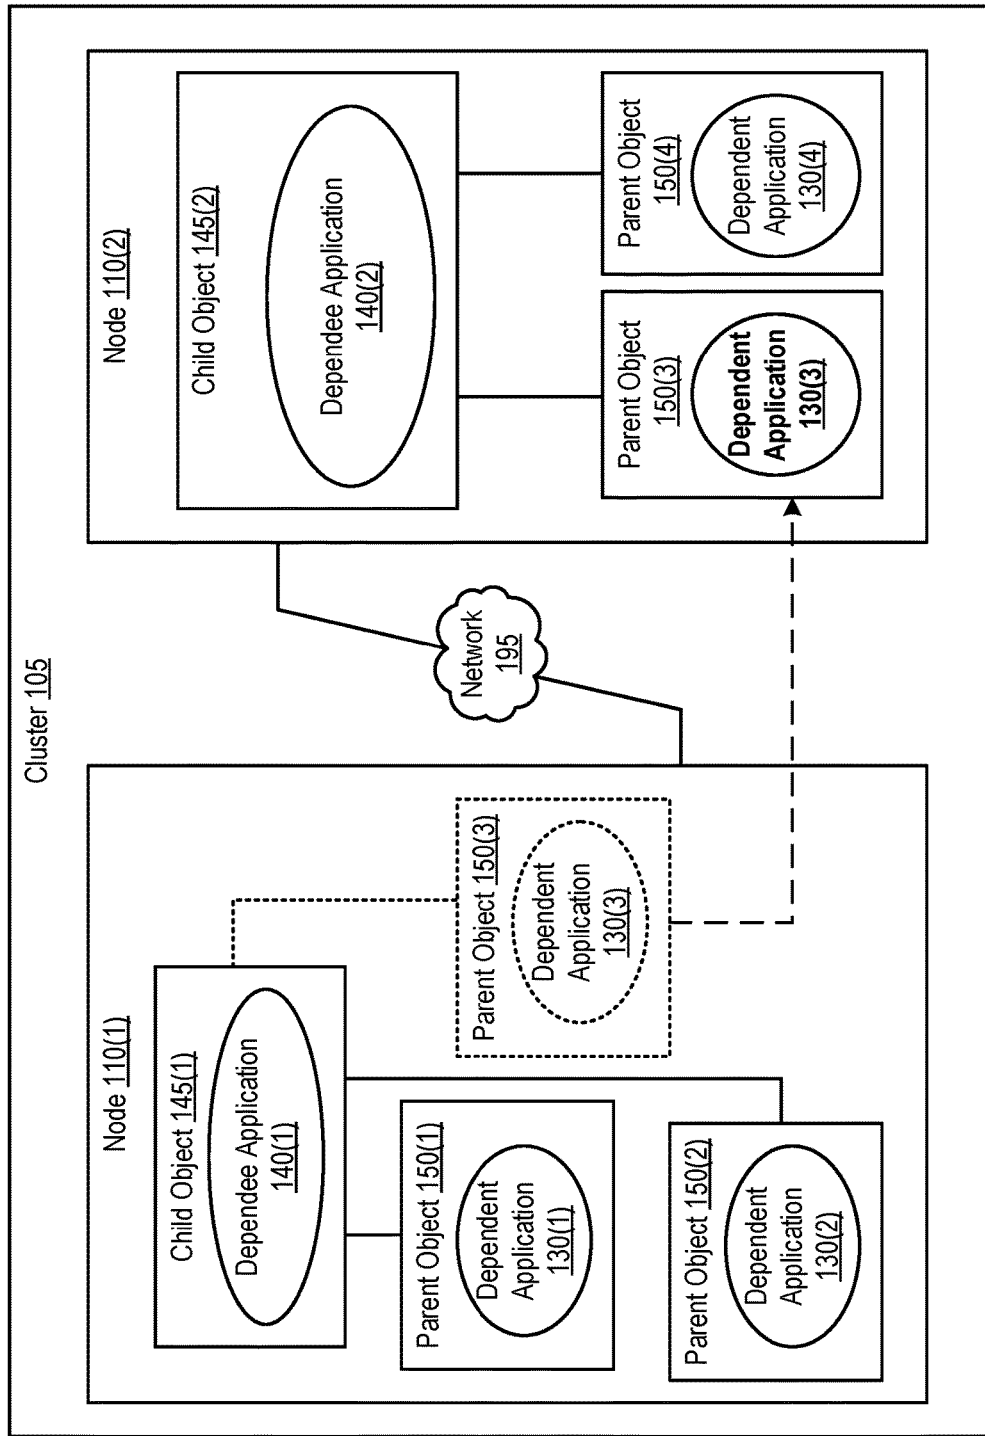 Cluster 105
Node 110(1)
Child Object 145(1)
Dependee Application
140(1)
Parent Object 150(1)
Dependent
Application
130(1)
Parent Object 150(2)
Dependent
Application
130(2)
Parent Object 150(3)
Dependent
Application
130(3)
Network
195
Node 110(2)
Child Object 145(2)
Dependee Application
140(2)
Parent Object
150(3)
Dependent
Application
130(3)
Parent Object
150(4)
Dependent
Application
130(4)